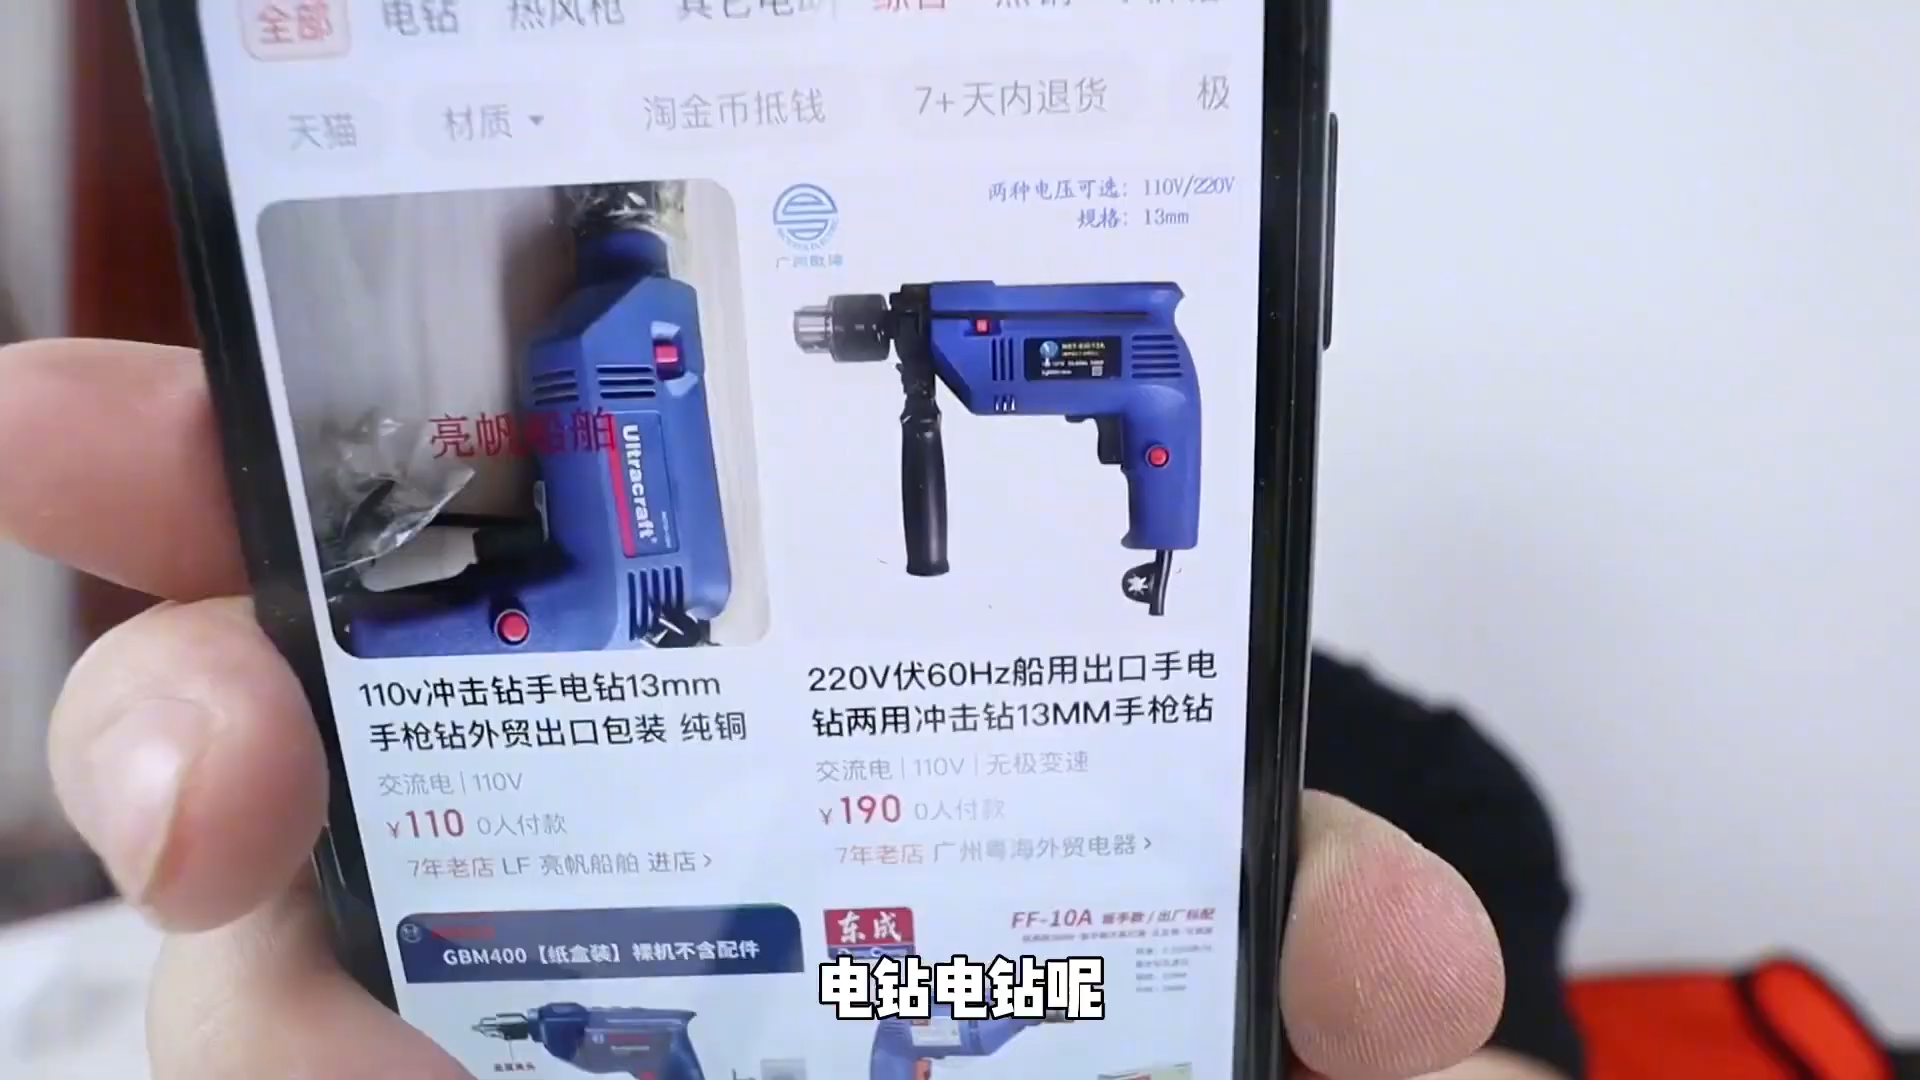 全部 电钻 热风枪
天猫 材质 淘金币抵钱 7+天内退货 极
两种电压可选：110V/220V
规格：13mm
亮帆船舶
Ultracraft
110v冲击钻手电钻13mm
手枪钻外贸出口包装 纯铜
交流电|110V
¥110 0人付款
7年老店 LF 亮帆船舶 进店>
220V伏60Hz船用出口手电
钻两用冲击钻13MM手枪钻
交流电|110V|无极变速
¥190 0人付款
7年老店 广州粤海外贸电器>
GBM400【纸盒装】裸机不含配件
东成
FF-10A
电钻电钻呢